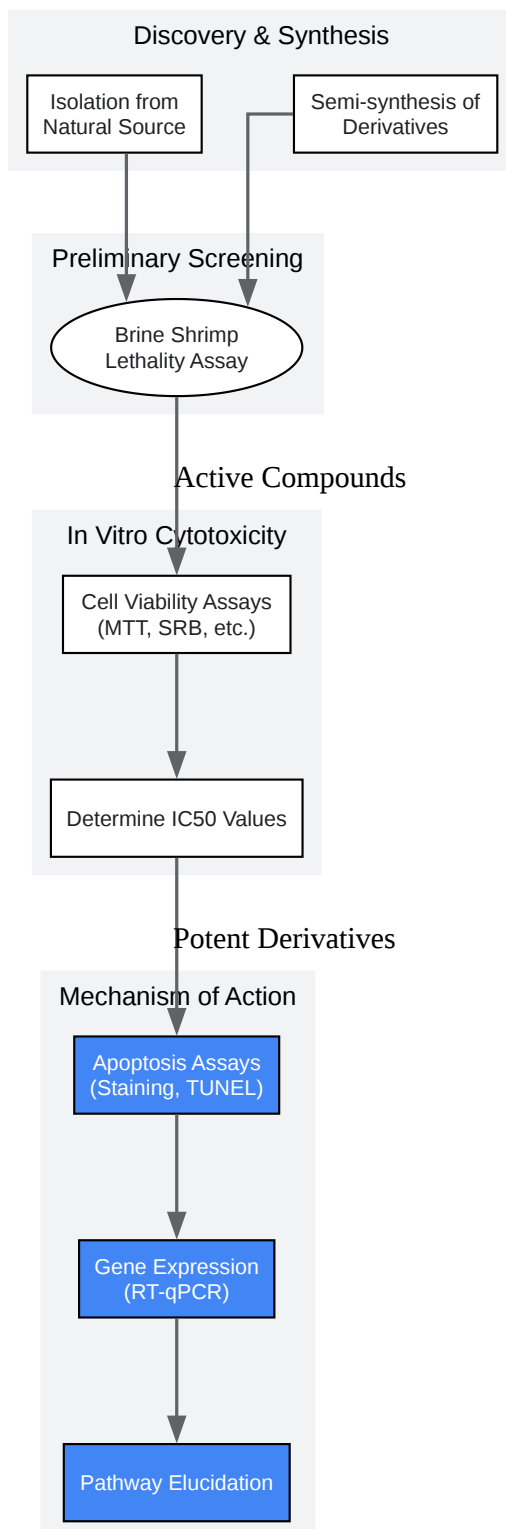 Discovery & Synthesis
Isolation from
Natural Source
Semi-synthesis of
Derivatives
Preliminary Screening
Brine Shrimp
Lethality Assay
Active Compounds
In Vitro Cytotoxicity
Cell Viability Assays
(MTT, SRB, etc.)
Determine IC50 Values
Potent Derivatives
Mechanism of Action
Apoptosis Assays
(Staining, TUNEL)
Gene Expression
(RT-qPCR)
Pathway Elucidation